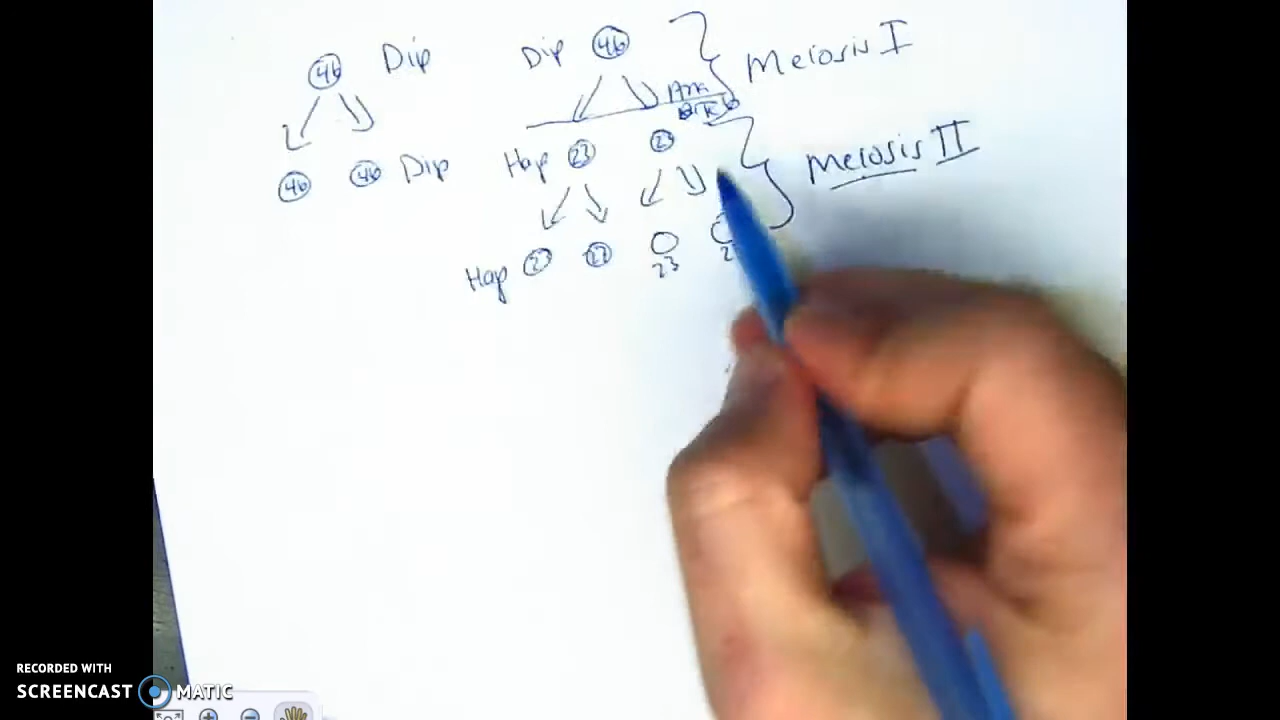 46 Dip
46 46 Dip
Dip 46
Meiosis I
Hap 23 23
Meiosis II
Hap 23 23
23
RECORDED WITH
SCREENCAST MATIC